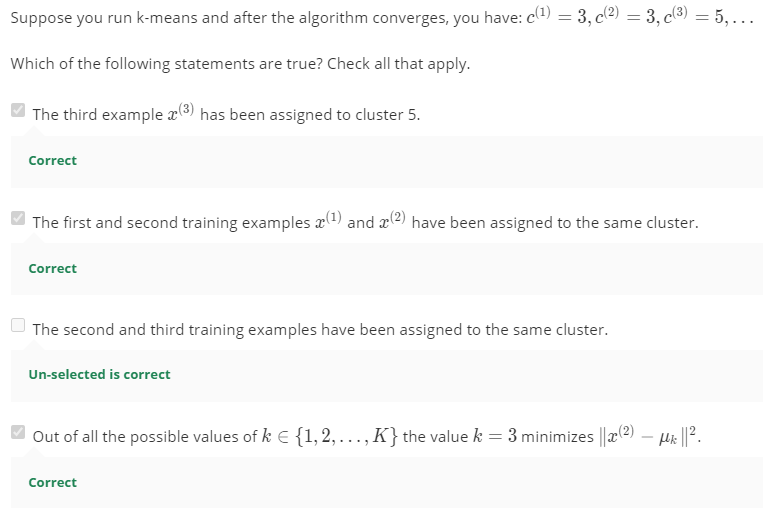 Suppose you run k-means and after the algorithm converges, you have: c⁽¹⁾ = 3, c⁽²⁾ = 3, c⁽³⁾ = 5, . . .
Which of the following statements are true? Check all that apply.
The third example x⁽³⁾ has been assigned to cluster 5.
Correct
The first and second training examples x⁽¹⁾ and x⁽²⁾ have been assigned to the same cluster.
Correct
The second and third training examples have been assigned to the same cluster.
Un-selected is correct
Out of all the possible values of k ∈ {1, 2, . . . , K} the value k = 3 minimizes ||x⁽²⁾ − μₖ||².
Correct